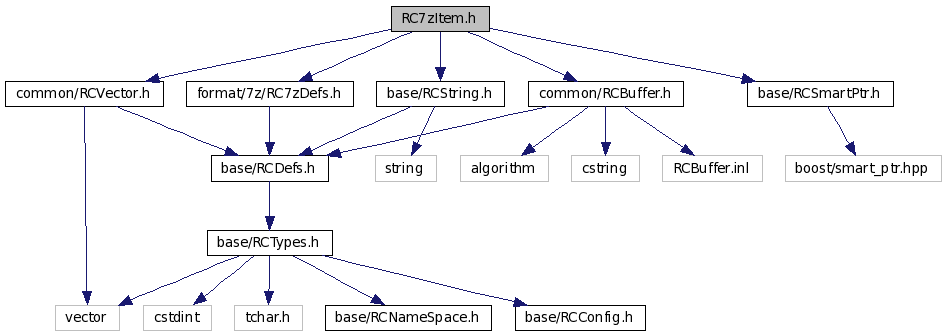 RC7zItem.h
common/RCVector.h
format/7z/RC7zDefs.h
base/RCString.h
common/RCBuffer.h
base/RCSmartPtr.h
base/RCDefs.h
string
algorithm
cstring
RCBuffer.inl
boost/smart_ptr.hpp
base/RCTypes.h
vector
cstdint
tchar.h
base/RCNameSpace.h
base/RCConfig.h